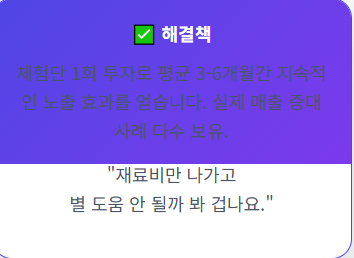 ✅ 해결책
체험단 1회 투자로 평균 3-6개월간 지속적
인 노출 효과를 얻습니다. 실제 매출 증대
사례 다수 보유.
"재료비만 나가고
별 도움 안 될까 봐 겁나요."